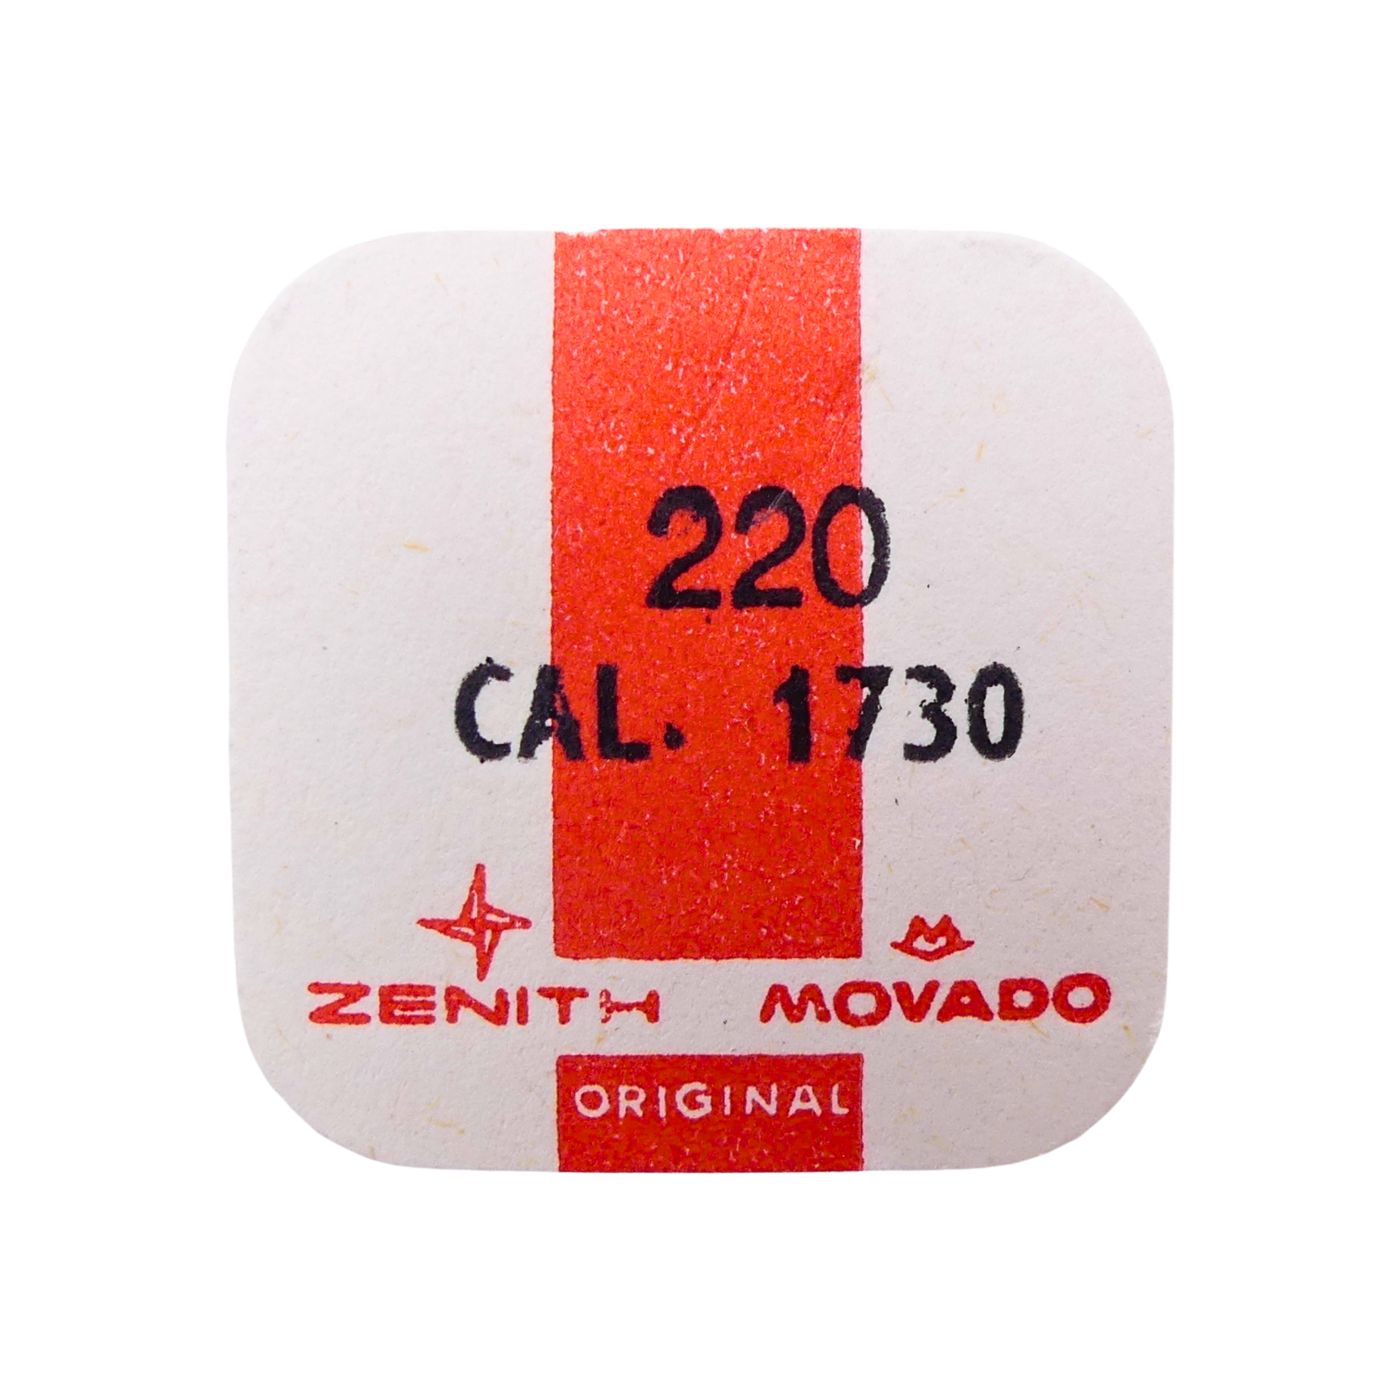 220
CAL. 1730
ZENITH MOVADO
ORIGINAL